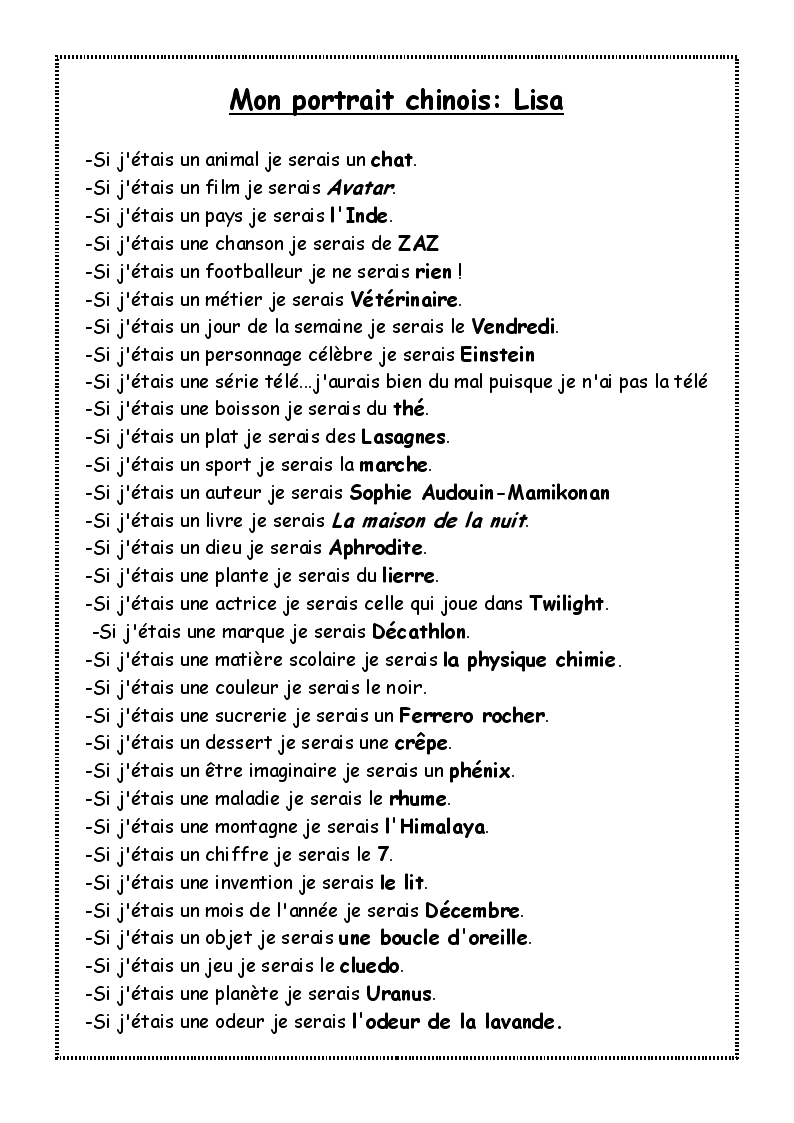 Mon portrait chinois: Lisa
-Si j'étais un animal je serais un chat.
-Si j'étais un film je serais Avatar.
-Si j'étais un pays je serais l'Inde.
-Si j'étais une chanson je serais de ZAZ
-Si j'étais un footballeur je ne serais rien !
-Si j'étais un métier je serais Vétérinaire.
-Si j'étais un jour de la semaine je serais le Vendredi.
-Si j'étais un personnage célèbre je serais Einstein
-Si j'étais une série télé...j'aurais bien du mal puisque je n'ai pas la télé
-Si j'étais une boisson je serais du thé.
-Si j'étais un plat je serais des Lasagnes.
-Si j'étais un sport je serais la marche.
-Si j'étais un auteur je serais Sophie Audouin-Mamikonan
-Si j'étais un livre je serais La maison de la nuit.
-Si j'étais un dieu je serais Aphrodite.
-Si j'étais une plante je serais du lierre.
-Si j'étais une actrice je serais celle qui joue dans Twilight.
-Si j'étais une marque je serais Décathlon.
-Si j'étais une matière scolaire je serais la physique chimie.
-Si j'étais une couleur je serais le noir.
-Si j'étais une sucrerie je serais un Ferrero rocher.
-Si j'étais un dessert je serais une crêpe.
-Si j'étais un être imaginaire je serais un phénix.
-Si j'étais une maladie je serais le rhume.
-Si j'étais une montagne je serais l'Himalaya.
-Si j'étais un chiffre je serais le 7.
-Si j'étais une invention je serais le lit.
-Si j'étais un mois de l'année je serais Décembre.
-Si j'étais un objet je serais une boucle d'oreille.
-Si j'étais un jeu je serais le cluedo.
-Si j'étais une planète je serais Uranus.
-Si j'étais une odeur je serais l'odeur de la lavande.